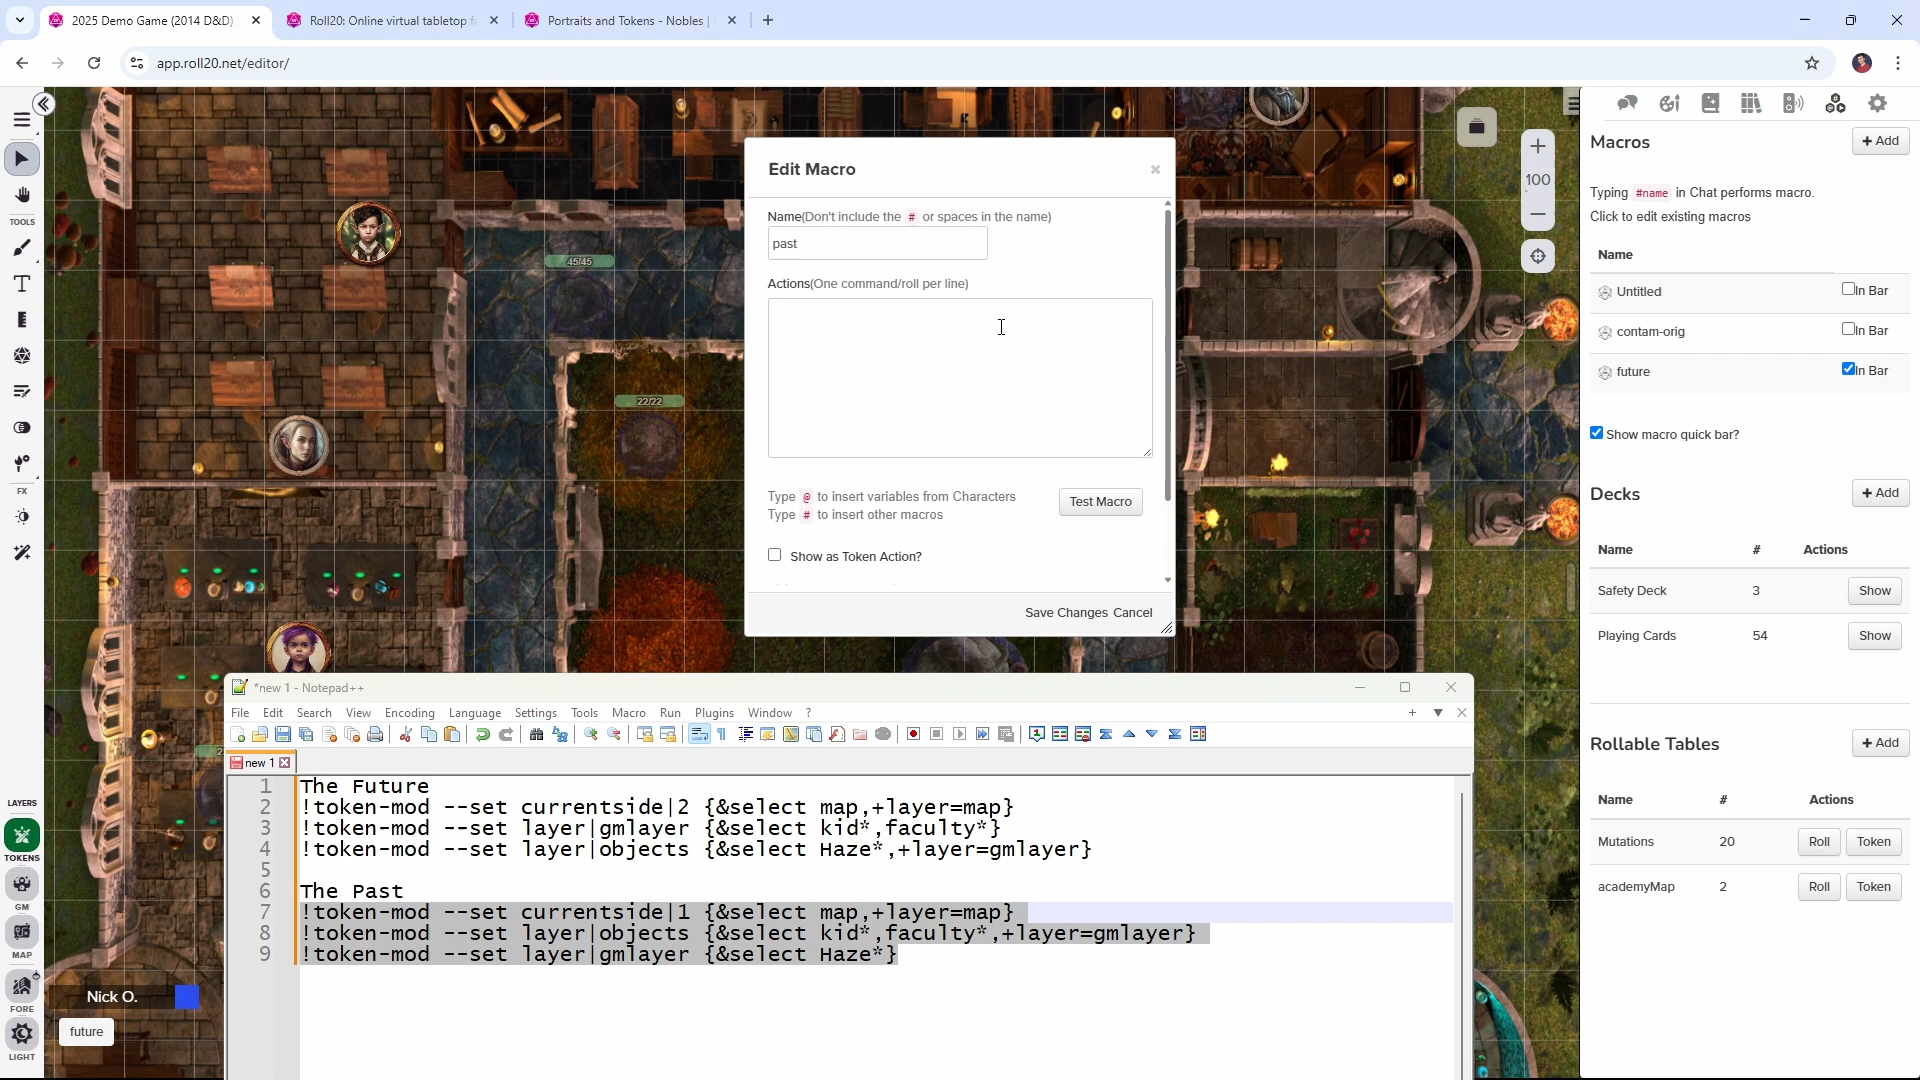 2025 Demo Game (2014 D&D)
Roll20: Online virtual tabletop f
Portraits and Tokens - Nobles |
app.roll20.net/editor/
TOOLS
FX
LAYERS
TOKENS
GM
MAP
FORE
LIGHT
45/45
22/22
2
Nick O.
future
100
Edit Macro
Name(Don't include the # or spaces in the name)
past
Actions(One command/roll per line)
Type @ to insert variables from Characters
Type # to insert other macros
Test Macro
Show as Token Action?
Save Changes Cancel
*new 1 - Notepad++
File Edit Search View Encoding Language Settings Tools Macro Run Plugins Window ?
new 1
1 The Future
2 !token-mod --set currentside|2 {&select map,+layer=map}
3 !token-mod --set layer|gmlayer {&select kid*,faculty*}
4 !token-mod --set layer|objects {&select Haze*,+layer=gmlayer}
5
6 The Past
7 !token-mod --set currentside|1 {&select map,+layer=map}
8 !token-mod --set layer|objects {&select kid*,faculty*,+layer=gmlayer}
9 !token-mod --set layer|gmlayer {&select Haze*}
Macros
+ Add
Typing #name in Chat performs macro.
Click to edit existing macros
Name
Untitled In Bar
contam-orig In Bar
future In Bar
Show macro quick bar?
Decks
+ Add
Name # Actions
Safety Deck 3 Show
Playing Cards 54 Show
Rollable Tables
+ Add
Name # Actions
Mutations 20 Roll Token
academyMap 2 Roll Token